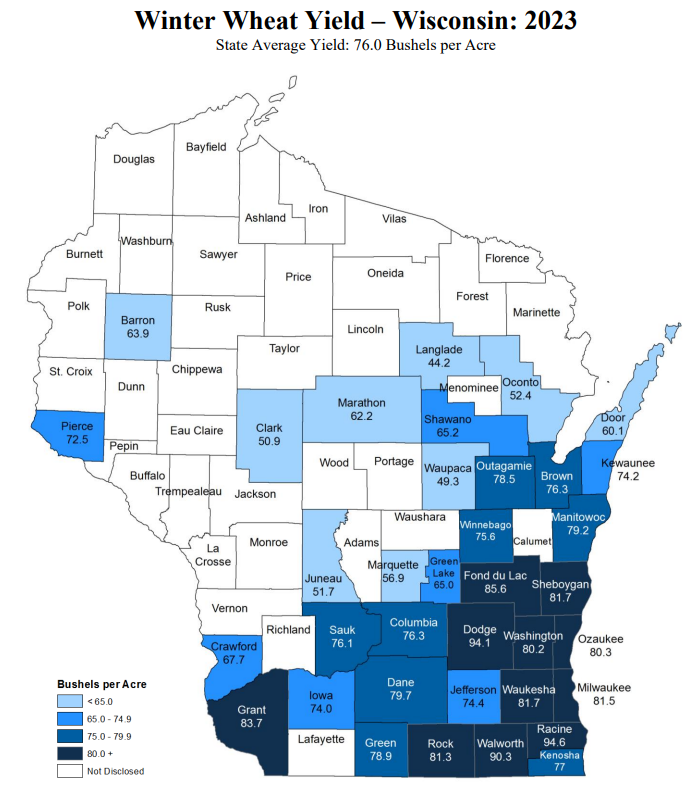 Winter Wheat Yield – Wisconsin: 2023
State Average Yield: 76.0 Bushels per Acre
Douglas
Bayfield
Ashland
Iron
Vilas
Burnett
Washburn
Sawyer
Price
Oneida
Florence
Forest
Marinette
Polk
Barron
63.9
Rusk
Lincoln
Langlade
44.2
Taylor
St. Croix
Dunn
Chippewa
Menominee
Oconto
52.4
Marathon
62.2
Door
60.1
Pierce
72.5
Pepin
Eau Claire
Clark
50.9
Shawano
65.2
Buffalo
Trempealeau
Jackson
Wood
Portage
Waupaca
49.3
Outagamie
78.5
Brown
76.3
Kewaunee
74.2
La
Crosse
Monroe
Juneau
51.7
Adams
Waushara
Winnebago
75.6
Calumet
Manitowoc
79.2
Marquette
56.9
Green
Lake
65.0
Fond du Lac
85.6
Sheboygan
81.7
Vernon
Richland
Crawford
67.7
Sauk
76.1
Columbia
76.3
Dodge
94.1
Washington
80.2
Ozaukee
80.3
Grant
83.7
Iowa
74.0
Dane
79.7
Jefferson
74.4
Waukesha
81.7
Milwaukee
81.5
Lafayette
Green
78.9
Rock
81.3
Walworth
90.3
Racine
94.6
Kenosha
77
Bushels per Acre
< 65.0
65.0 - 74.9
75.0 - 79.9
80.0 +
Not Disclosed